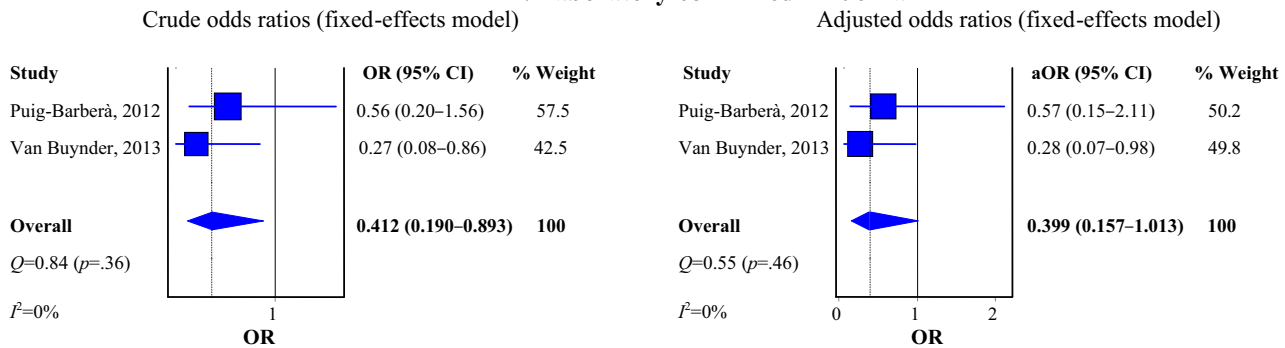 Crude odds ratios (fixed-effects model)
Study OR (95% CI) % Weight
Puig-Barberà, 2012 0.56 (0.20–1.56) 57.5
Van Buynder, 2013 0.27 (0.08–0.86) 42.5
Overall 0.412 (0.190–0.893) 100
Q=0.84 (p=.36)
I²=0%
1
OR
Adjusted odds ratios (fixed-effects model)
Study aOR (95% CI) % Weight
Puig-Barberà, 2012 0.57 (0.15–2.11) 50.2
Van Buynder, 2013 0.28 (0.07–0.98) 49.8
Overall 0.399 (0.157–1.013) 100
Q=0.55 (p=.46)
I²=0%
0 1 2
OR